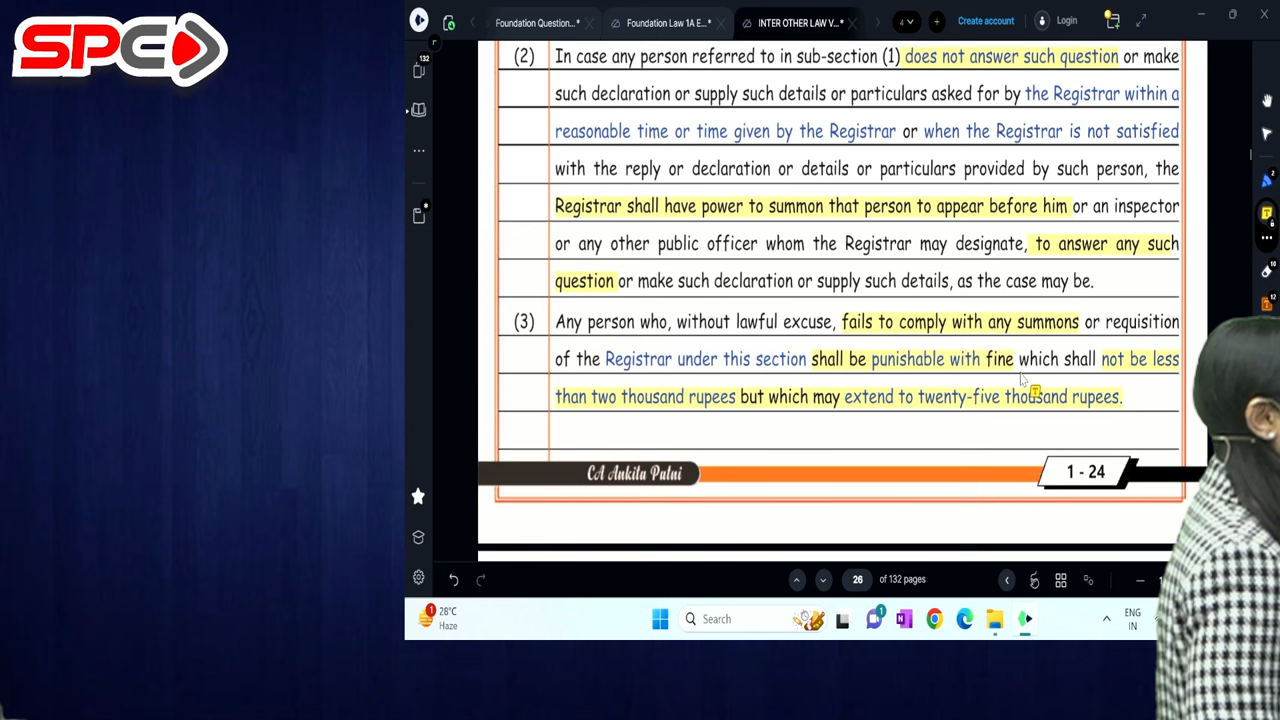 SPC
Foundation Question...*
Foundation Law 1A E...*
INTER OTHER LAW V...*
4
Create account
Login
132
(2) In case any person referred to in sub-section (1) does not answer such question or make
such declaration or supply such details or particulars asked for by the Registrar within a
reasonable time or time given by the Registrar or when the Registrar is not satisfied
with the reply or declaration or details or particulars provided by such person, the
Registrar shall have power to summon that person to appear before him or an inspector
or any other public officer whom the Registrar may designate, to answer any such
question or make such declaration or supply such details, as the case may be.
(3) Any person who, without lawful excuse, fails to comply with any summons or requisition
of the Registrar under this section shall be punishable with fine which shall not be less
than two thousand rupees but which may extend to twenty-five thousand rupees.
CA Ankita Patni
1 - 24
26 of 132 pages
1
28°C
Haze
Search
ENG
IN